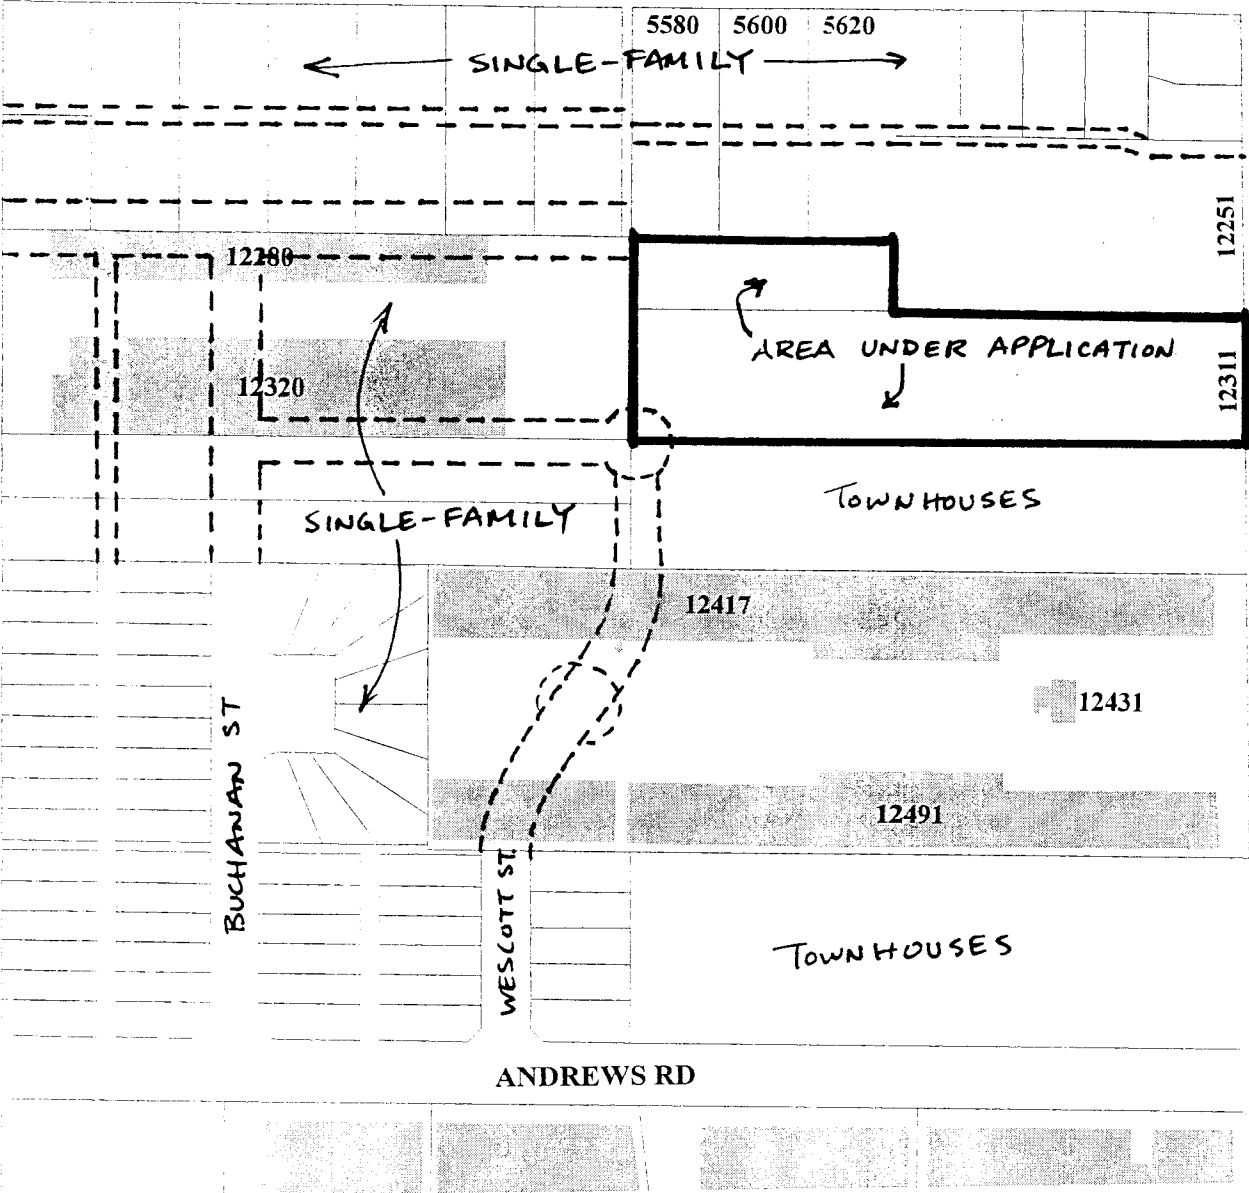 5580 5600 5620
SINGLE-FAMILY
12251
12280
AREA UNDER APPLICATION
12311
12320
TOWNHOUSES
SINGLE-FAMILY
12417
12431
BUCHANAN ST
12491
WESCOTT ST.
TOWNHOUSES
ANDREWS RD